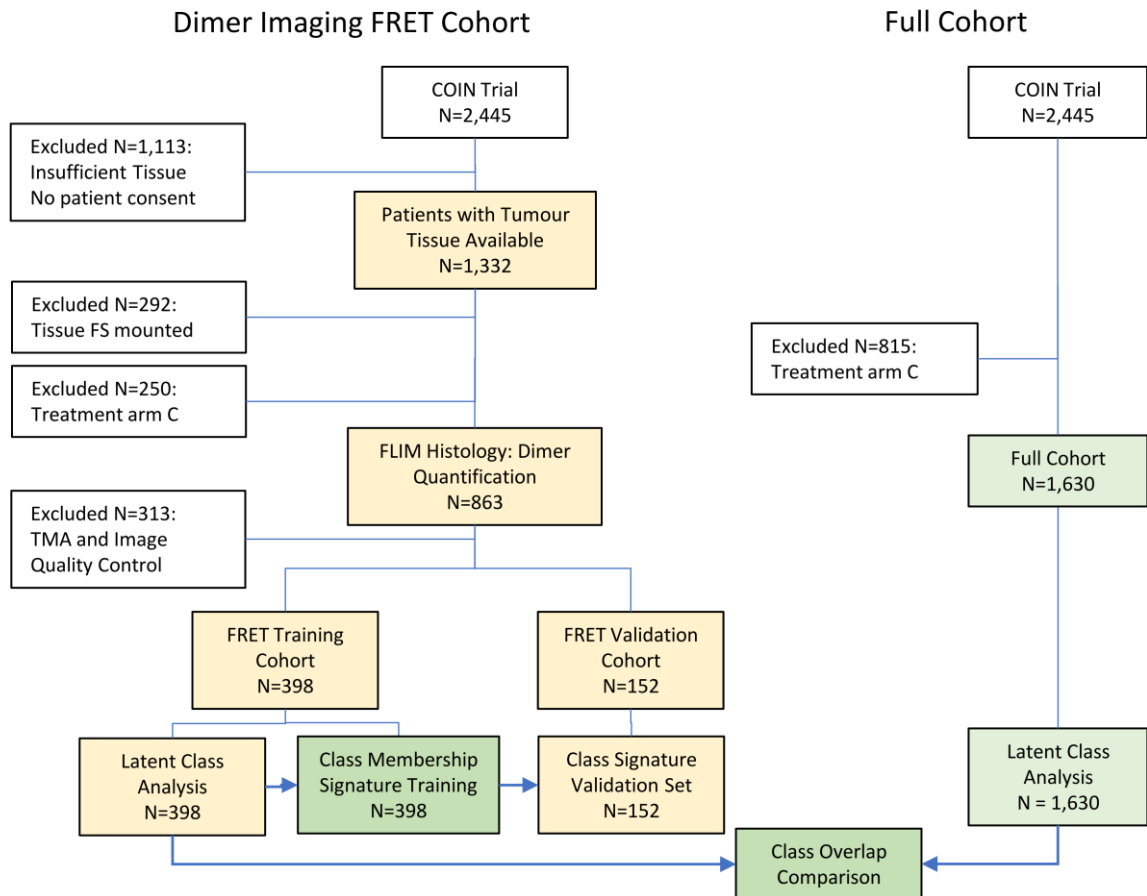 Dimer Imaging FRET Cohort
Full Cohort
COIN Trial
N=2,445
COIN Trial
N=2,445
Excluded N=1,113:
Insufficient Tissue
No patient consent
Patients with Tumour
Tissue Available
N=1,332
Excluded N=292:
Tissue FS mounted
Excluded N=815:
Treatment arm C
Excluded N=250:
Treatment arm C
FLIM Histology: Dimer
Quantification
N=863
Full Cohort
N=1,630
Excluded N=313:
TMA and Image
Quality Control
FRET Training
Cohort
N=398
FRET Validation
Cohort
N=152
Latent Class
Analysis
N=398
Class Membership
Signature Training
N=398
Class Signature
Validation Set
N=152
Latent Class
Analysis
N = 1,630
Class Overlap
Comparison